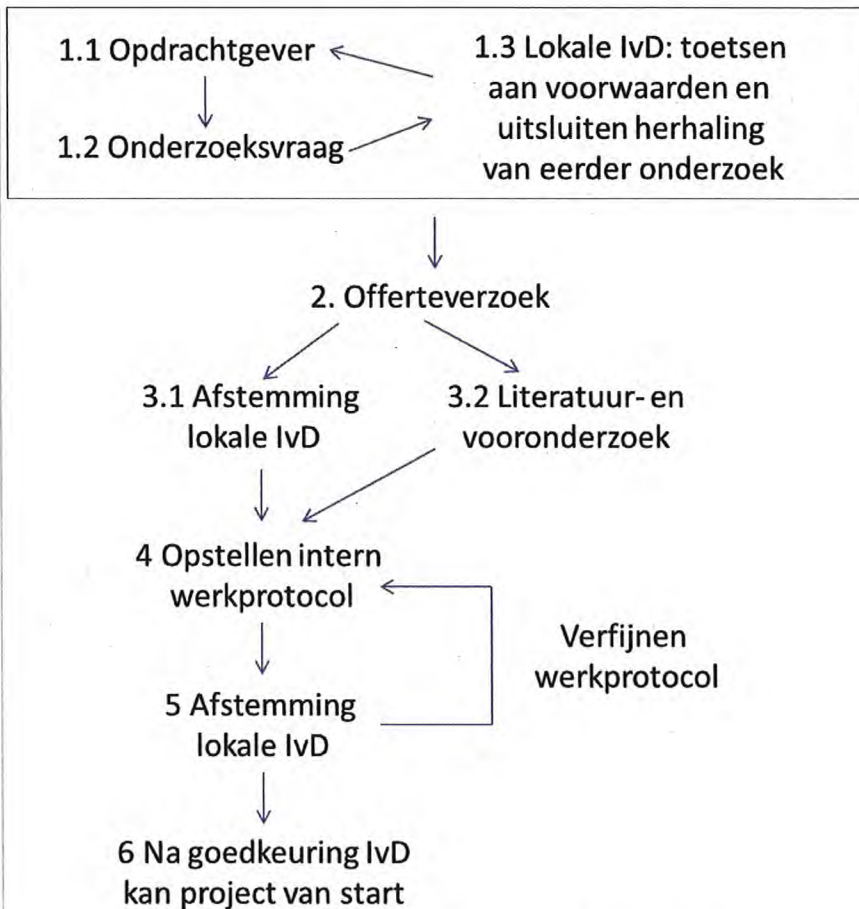 1.1 Opdrachtgever
1.2 Onderzoeksvraag
1.3 Lokale IvD: toetsen
aan voorwaarden en
uitsluiten herhaling
van eerder onderzoek
2. Offerteverzoek
3.1 Afstemming
lokale IvD
3.2 Literatuur- en
vooronderzoek
4 Opstellen intern
werkprotocol
Verfijnen
werkprotocol
5 Afstemming
lokale IvD
6 Na goedkeuring IvD
kan project van start